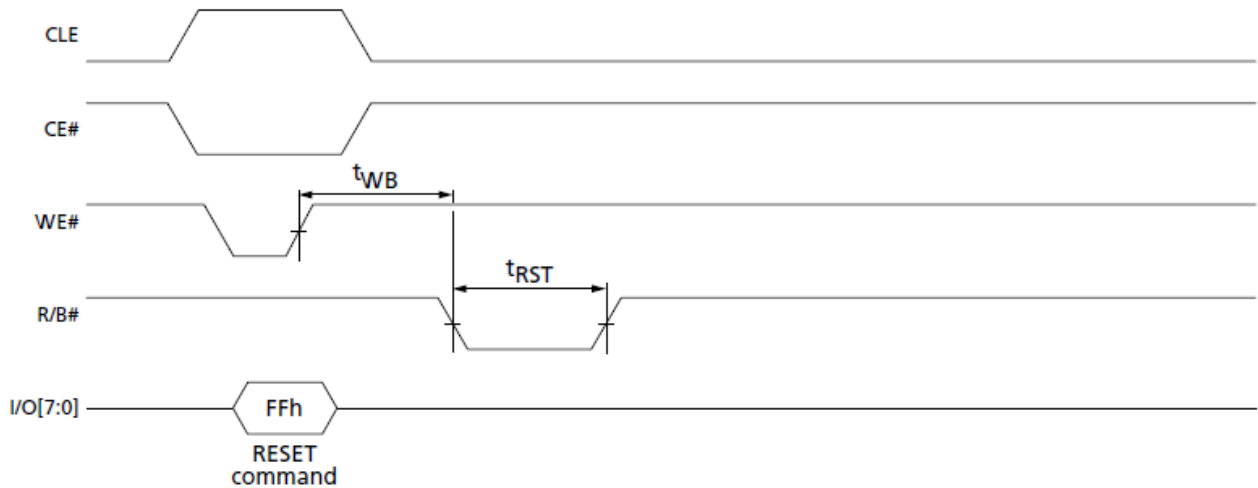 CLE
CE#
tWB
WE#
tRST
R/B#
I/O[7:0]
FFh
RESET
command